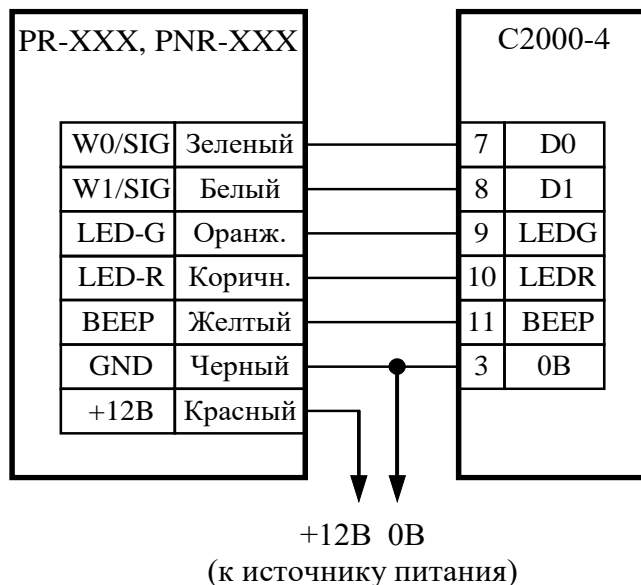 PR-XXX, PNR-XXX
C2000-4
W0/SIG Зеленый 7 D0
W1/SIG Белый 8 D1
LED-G Оранж. 9 LEDG
LED-R Коричн. 10 LEDR
BEEP Желтый 11 BEEP
GND Черный 3 0В
+12В Красный
+12В 0В
(к источнику питания)